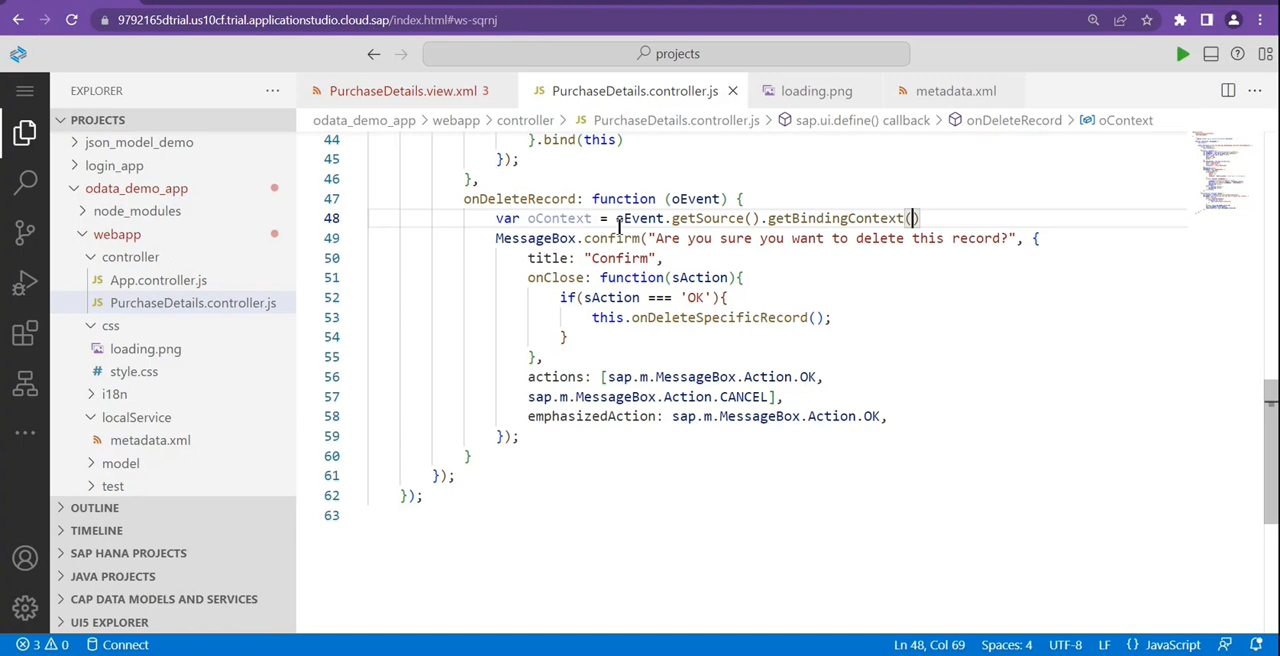 9792165dtrial.us10cf.trial.applicationstudio.cloud.sap/index.html#ws-sqrnj
projects
EXPLORER
PurchaseDetails.view.xml 3
PurchaseDetails.controller.js
loading.png
metadata.xml
PROJECTS
odata_demo_app > webapp > controller > JS PurchaseDetails.controller.js > sap.ui.define() callback > onDeleteRecord > oContext
json_model_demo
login_app
odata_demo_app
node_modules
webapp
controller
JS App.controller.js
JS PurchaseDetails.controller.js
css
loading.png
# style.css
i18n
localService
metadata.xml
model
test
OUTLINE
TIMELINE
SAP HANA PROJECTS
JAVA PROJECTS
CAP DATA MODELS AND SERVICES
UI5 EXPLORER
44 }.bind(this)
45 });
46 },
47 onDeleteRecord: function (oEvent) {
48 var oContext = oEvent.getSource().getBindingContext()
49 MessageBox.confirm("Are you sure you want to delete this record?", {
50 title: "Confirm",
51 onClose: function(sAction){
52 if(sAction === 'OK'){
53 this.onDeleteSpecificRecord();
54 }
55 },
56 actions: [sap.m.MessageBox.Action.OK,
57 sap.m.MessageBox.Action.CANCEL],
58 emphasizedAction: sap.m.MessageBox.Action.OK,
59 });
60 }
61 });
62 });
63
3 0 Connect
Ln 48, Col 69 Spaces: 4 UTF-8 LF {} JavaScript